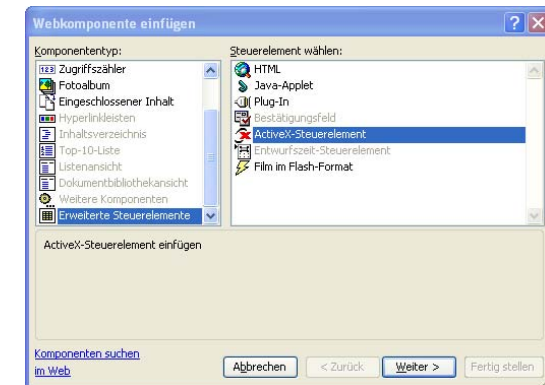 Webkomponente einfügen
Komponententyp:
Zugriffszähler
Fotoalbum
Eingeschlossener Inhalt
Hyperlinkleisten
Inhaltsverzeichnis
Top-10-Liste
Listenansicht
Dokumentbibliothekansicht
Weitere Komponenten
Erweiterte Steuerelemente
Steuerelement wählen:
HTML
Java-Applet
Plug-In
Bestätigungsfeld
ActiveX-Steuerelement
Entwurfszeit-Steuerelement
Film im Flash-Format
ActiveX-Steuerelement einfügen
Komponenten suchen
im Web
Abbrechen
< Zurück
Weiter >
Fertig stellen